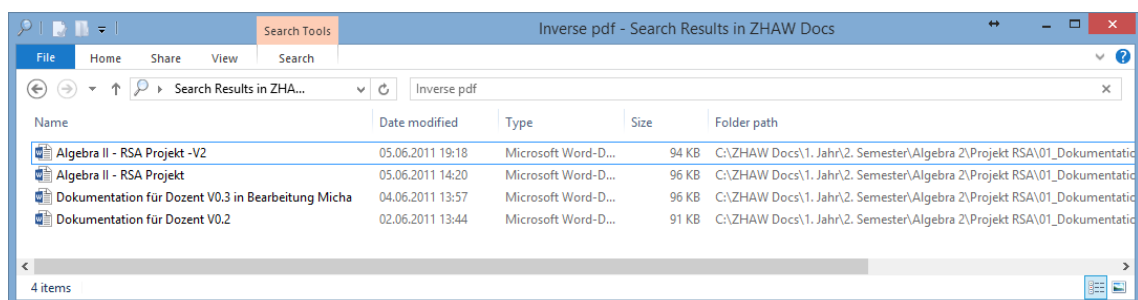 Search Tools
Inverse pdf - Search Results in ZHAW Docs
File Home Share View Search
Search Results in ZHA... Inverse pdf
Name Date modified Type Size Folder path
Algebra II - RSA Projekt -V2 05.06.2011 19:18 Microsoft Word-D... 94 KB C:\ZHAW Docs\1. Jahr\2. Semester\Algebra 2\Projekt RSA\01_Dokumentatio
Algebra II - RSA Projekt 05.06.2011 14:20 Microsoft Word-D... 96 KB C:\ZHAW Docs\1. Jahr\2. Semester\Algebra 2\Projekt RSA\01_Dokumentatio
Dokumentation für Dozent V0.3 in Bearbeitung Micha 04.06.2011 13:57 Microsoft Word-D... 96 KB C:\ZHAW Docs\1. Jahr\2. Semester\Algebra 2\Projekt RSA\01_Dokumentatio
Dokumentation für Dozent V0.2 02.06.2011 13:44 Microsoft Word-D... 91 KB C:\ZHAW Docs\1. Jahr\2. Semester\Algebra 2\Projekt RSA\01_Dokumentatio
4 items